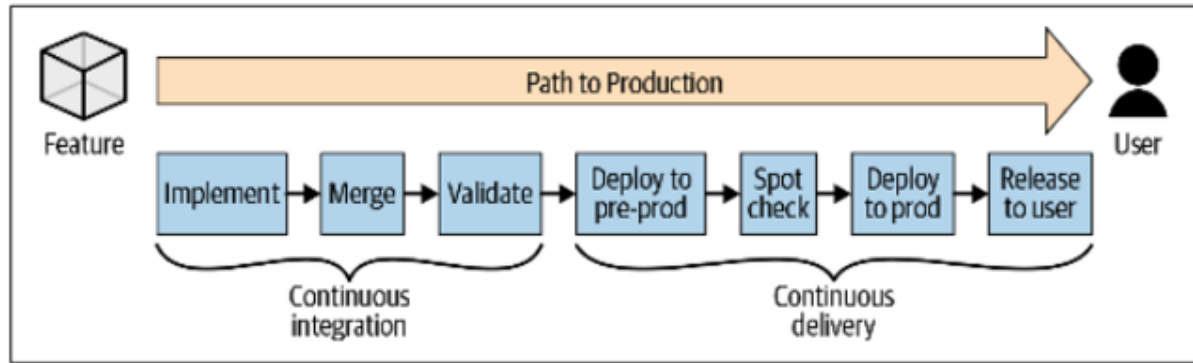 Path to Production
Feature
User
Implement
Merge
Validate
Deploy to
pre-prod
Spot
check
Deploy
to prod
Release
to user
Continuous
integration
Continuous
delivery